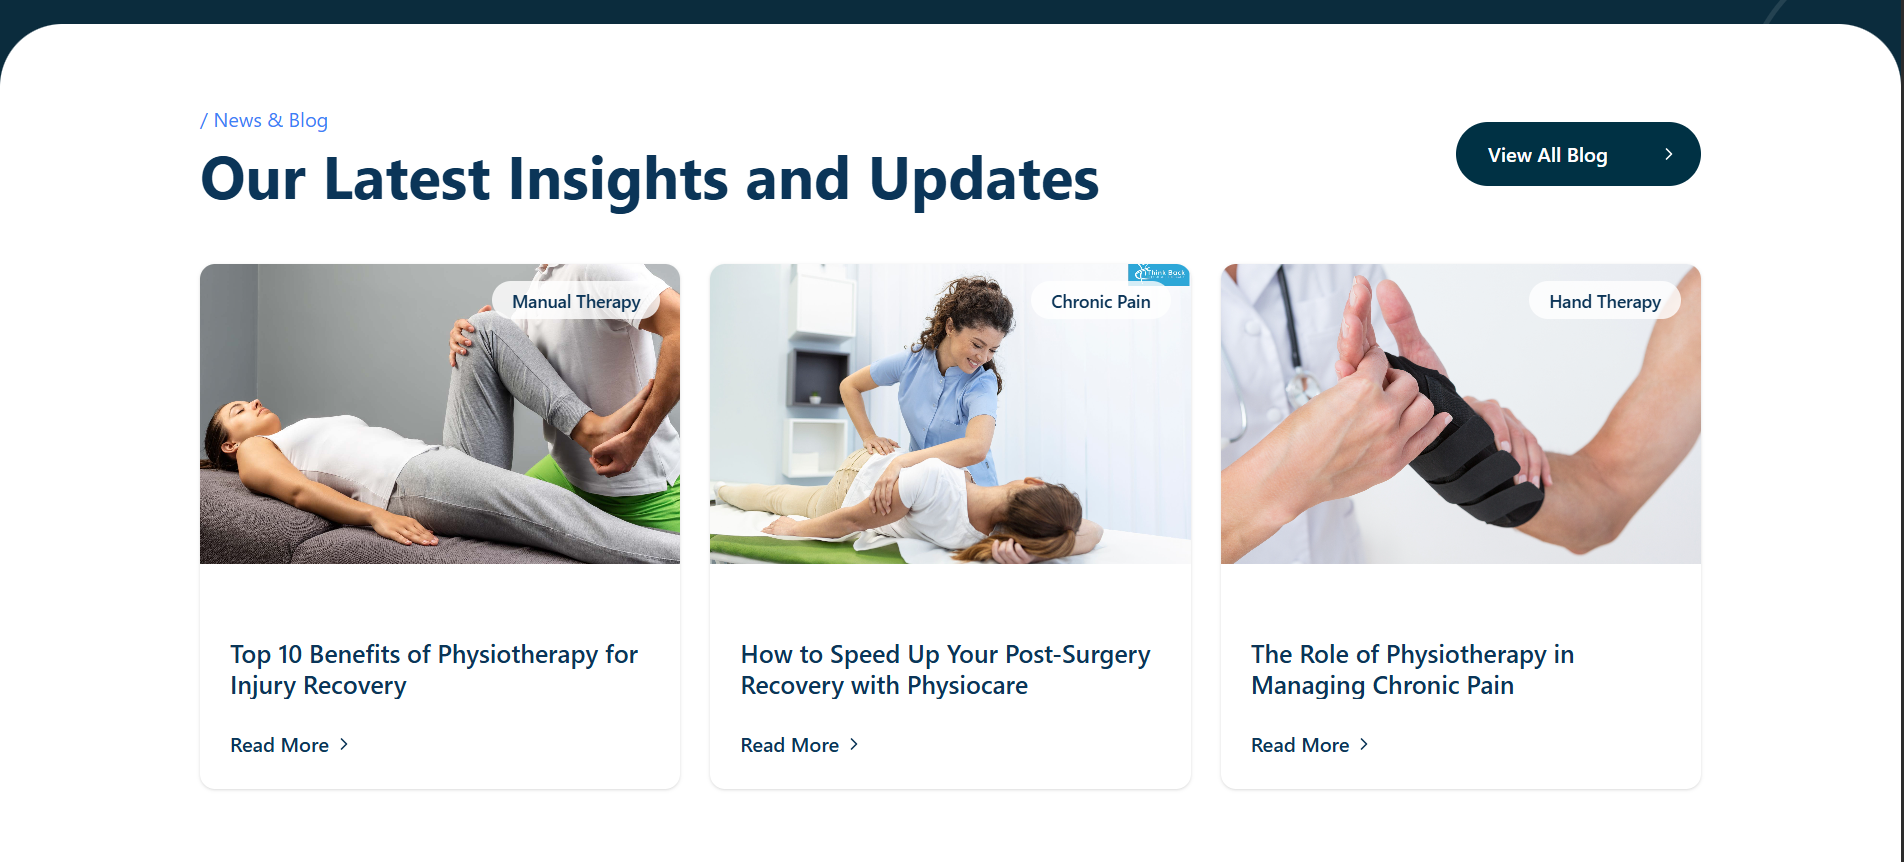 / News & Blog
Our Latest Insights and Updates
View All Blog
Manual Therapy
Think Back
Chronic Pain
Hand Therapy
Top 10 Benefits of Physiotherapy for
Injury Recovery
Read More
How to Speed Up Your Post-Surgery
Recovery with Physiocare
Read More
The Role of Physiotherapy in
Managing Chronic Pain
Read More